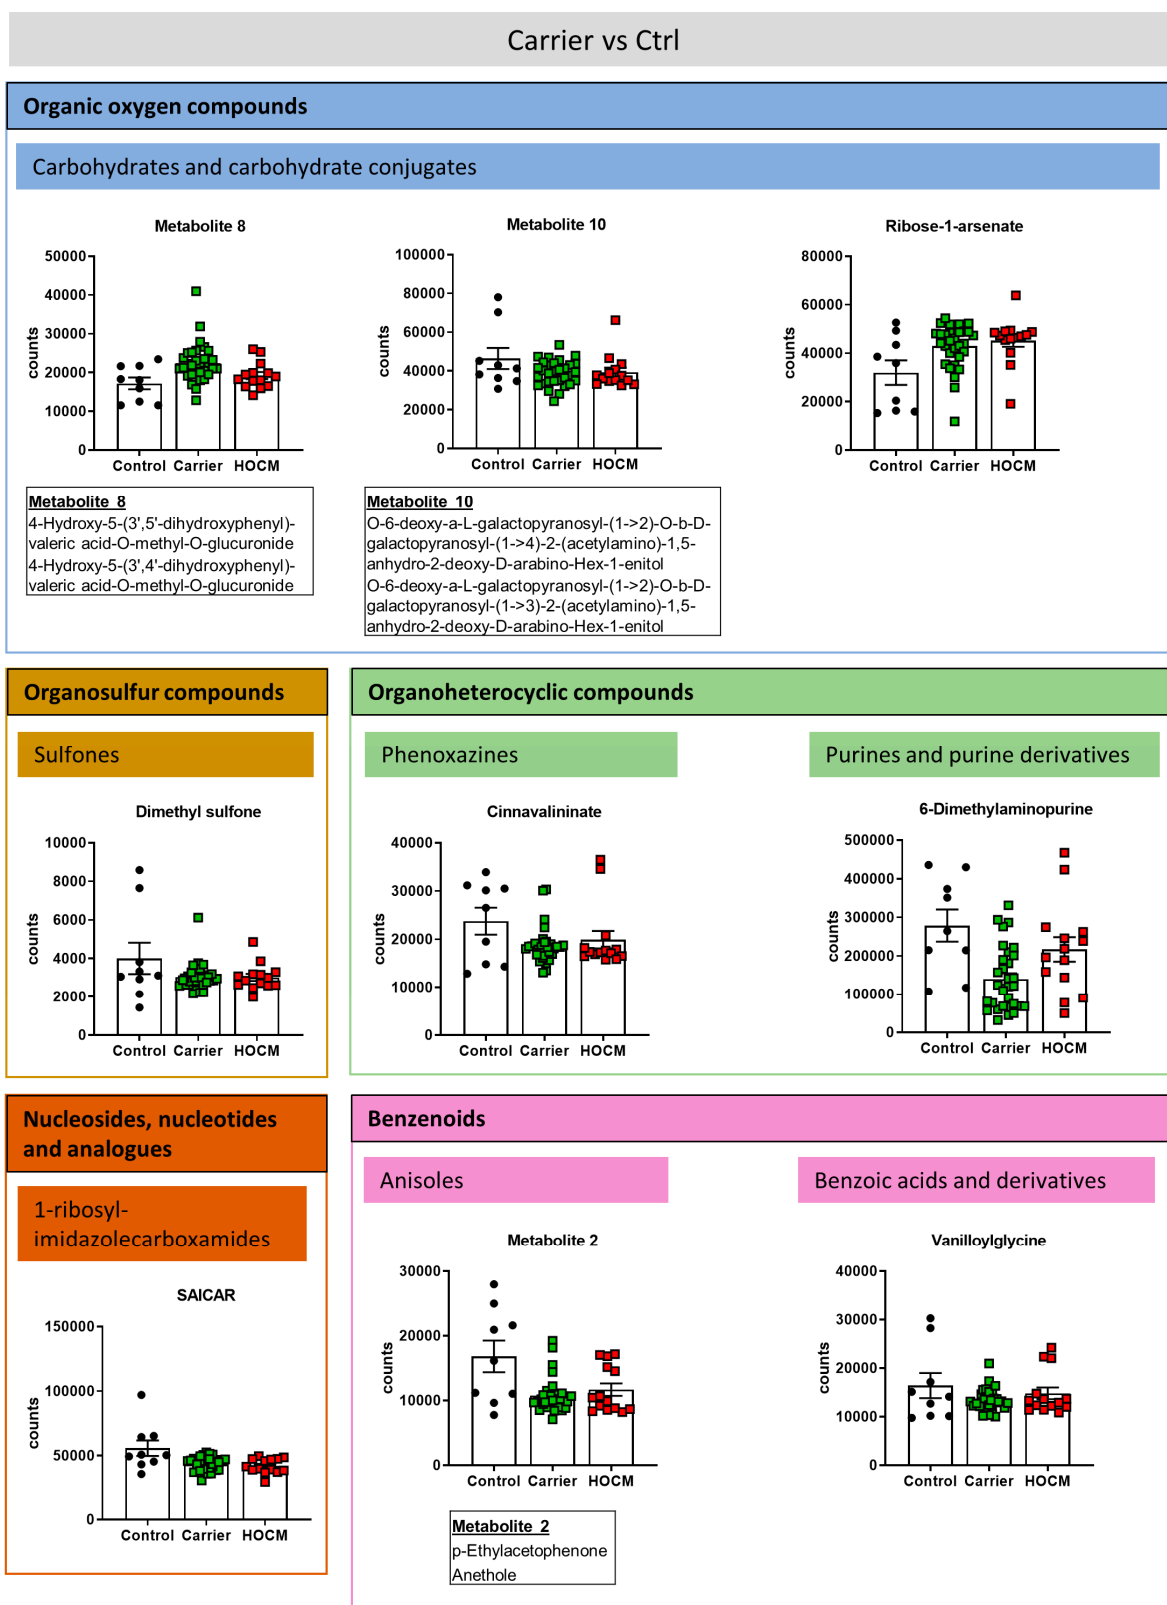 Carrier vs Ctrl
Organic oxygen compounds
Carbohydrates and carbohydrate conjugates
Metabolite 8
50000
40000
30000
20000
10000
0
counts
Control Carrier HOCM
Metabolite 8
4-Hydroxy-5-(3',5'-dihydroxyphenyl)-
valeric acid-O-methyl-O-glucuronide
4-Hydroxy-5-(3',4'-dihydroxyphenyl)-
valeric acid-O-methyl-O-glucuronide
Metabolite 10
100000
80000
60000
40000
20000
0
counts
Control Carrier HOCM
Metabolite 10
O-6-deoxy-a-L-galactopyranosyl-(1->2)-O-b-D-
galactopyranosyl-(1->4)-2-(acetylamino)-1,5-
anhydro-2-deoxy-D-arabino-Hex-1-enitol
O-6-deoxy-a-L-galactopyranosyl-(1->2)-O-b-D-
galactopyranosyl-(1->3)-2-(acetylamino)-1,5-
anhydro-2-deoxy-D-arabino-Hex-1-enitol
Ribose-1-arsenate
80000
60000
40000
20000
0
counts
Control Carrier HOCM
Organosulfur compounds
Sulfones
Dimethyl sulfone
10000
8000
6000
4000
2000
0
counts
Control Carrier HOCM
Organoheterocyclic compounds
Phenoxazines
Cinnavalininate
40000
30000
20000
10000
0
counts
Control Carrier HOCM
Purines and purine derivatives
6-Dimethylaminopurine
500000
400000
300000
200000
100000
0
counts
Control Carrier HOCM
Nucleosides, nucleotides
and analogues
1-ribosyl-
imidazolecarboxamides
SAICAR
150000
100000
50000
0
counts
Control Carrier HOCM
Benzenoids
Anisoles
Metabolite 2
30000
20000
10000
0
counts
Control Carrier HOCM
Metabolite 2
p-Ethylacetophenone
Anethole
Benzoic acids and derivatives
Vanilloylglycine
40000
30000
20000
10000
0
counts
Control Carrier HOCM